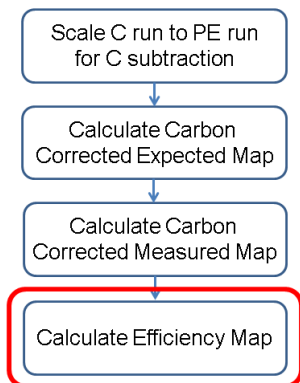 Scale C run to PE run
for C subtraction
Calculate Carbon
Corrected Expected Map
Calculate Carbon
Corrected Measured Map
Calculate Efficiency Map